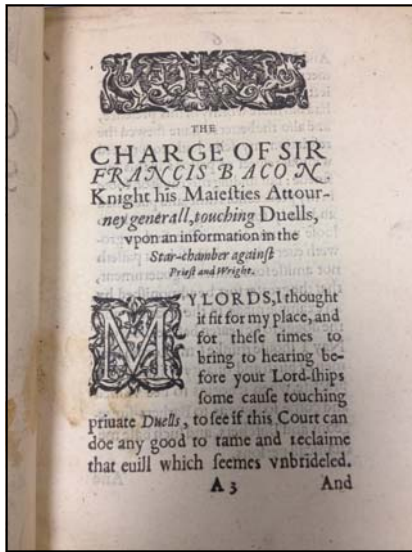 THE
CHARGE OF SIR
FRANCIS BACON,
Knight his Maieſties Attour-
ney generall, touching Duells,
vpon an information in the
Star-chamber againſt
Prieſt and Wright.
MY LORDS, I thought
it fit for my place, and
for theſe times to
bring to hearing be-
fore your Lord-ſhips
ſome cauſe touching
priuate Duells, to ſee if this Court can
doe any good to tame and reclaime
that euill which ſeemes vnbrideled.
A 3 And